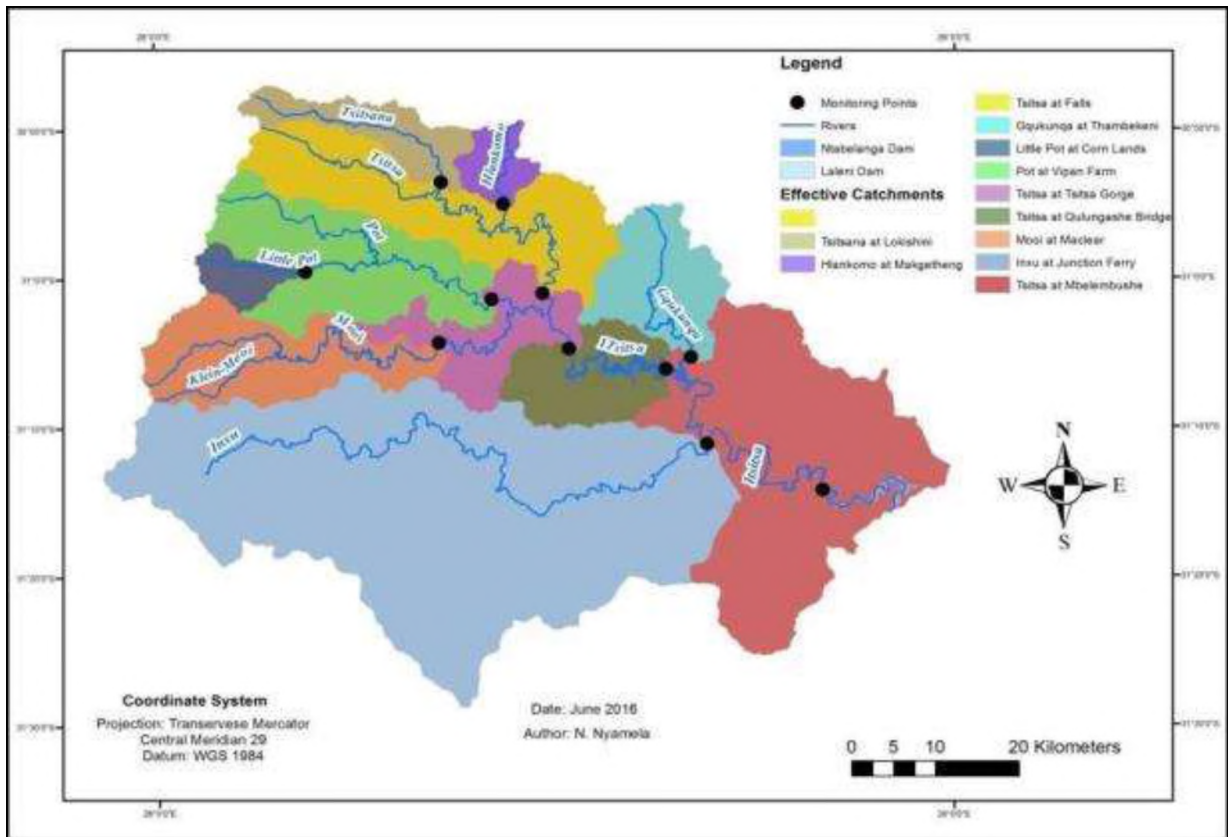 Legend
Monitoring Points
Rivers
Ntabelanga Dam
Laleni Dam
Effective Catchments
Tsitsana at Lokishini
Hlankomo at Makgetheng
Tsitsa at Falls
Gqukunqa at Thambekeni
Little Pot at Corn Lands
Pot at Vipan Farm
Tsitsa at Tsitsa Gorge
Tsitsa at Qulungashe Bridge
Mooi at Maclear
Inxu at Junction Ferry
Tsitsa at Mbelembushe
Tsitsana
Tsitsa
Hlankomo
Pot
Little Pot
Mooi
Klein-Mooi
Gqukunqa
ITsitsa
Inxu
Itsitsa
N
W
E
S
Coordinate System
Projection: Transervese Mercator
Central Meridian 29
Datum: WGS 1984
Date: June 2016
Author: N. Nyamela
0 5 10 20 Kilometers